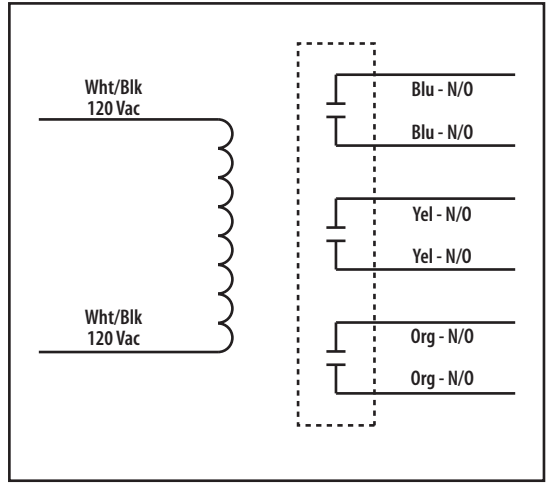 Wht/Blk
120 Vac
Wht/Blk
120 Vac
Blu - N/O
Blu - N/O
Yel - N/O
Yel - N/O
Org - N/O
Org - N/O